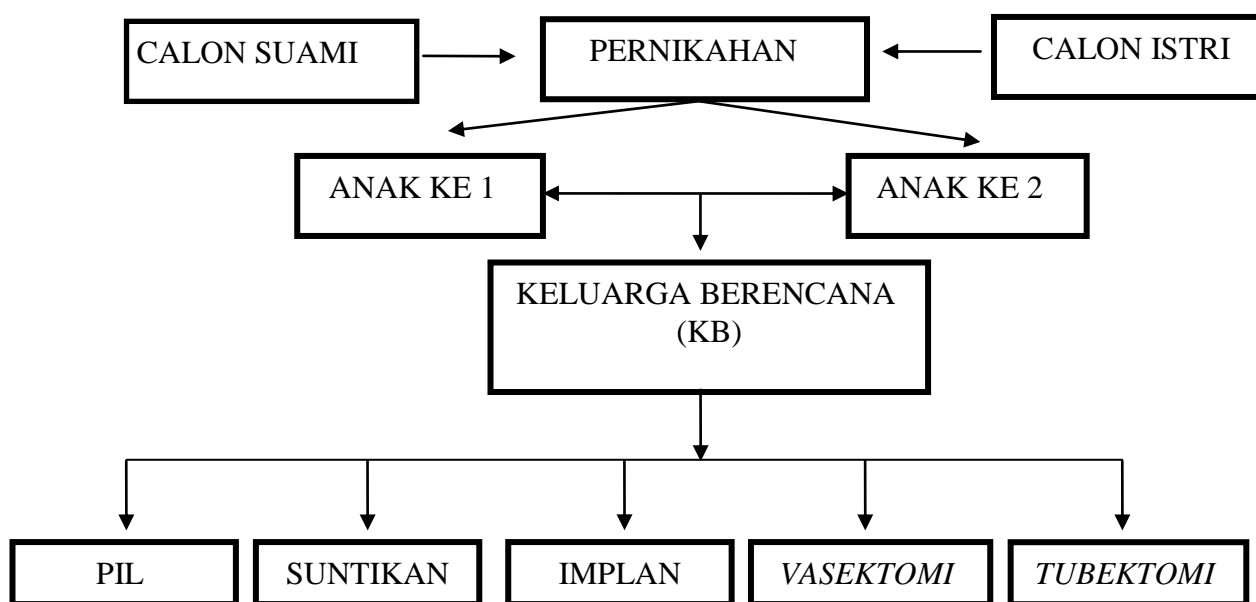 CALON SUAMI
PERNIKAHAN
CALON ISTRI
ANAK KE 1
ANAK KE 2
KELUARGA BERENCANA
(KB)
PIL
SUNTIKAN
IMPLAN
VASEKTOMI
TUBEKTOMI